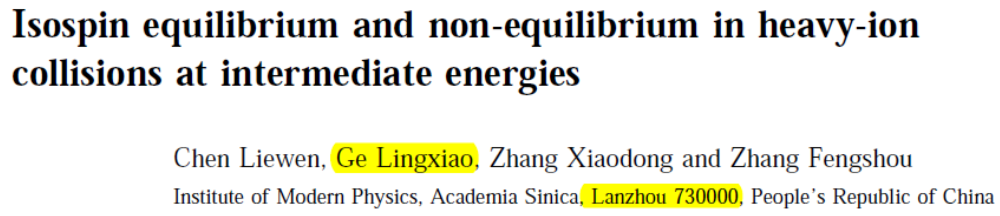 Isospin equilibrium and non-equilibrium in heavy-ion
collisions at intermediate energies
Chen Liewen, Ge Lingxiao, Zhang Xiaodong and Zhang Fengshou
Institute of Modern Physics, Academia Sinica, Lanzhou 730000, People's Republic of China